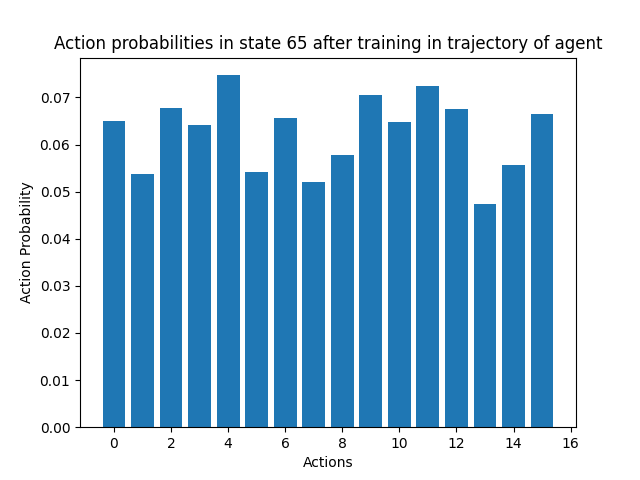 Action probabilities in state 65 after training in trajectory of agent
0.07
0.06
0.05
0.04
0.03
0.02
0.01
0.00
Action Probability
0 2 4 6 8 10 12 14 16
Actions